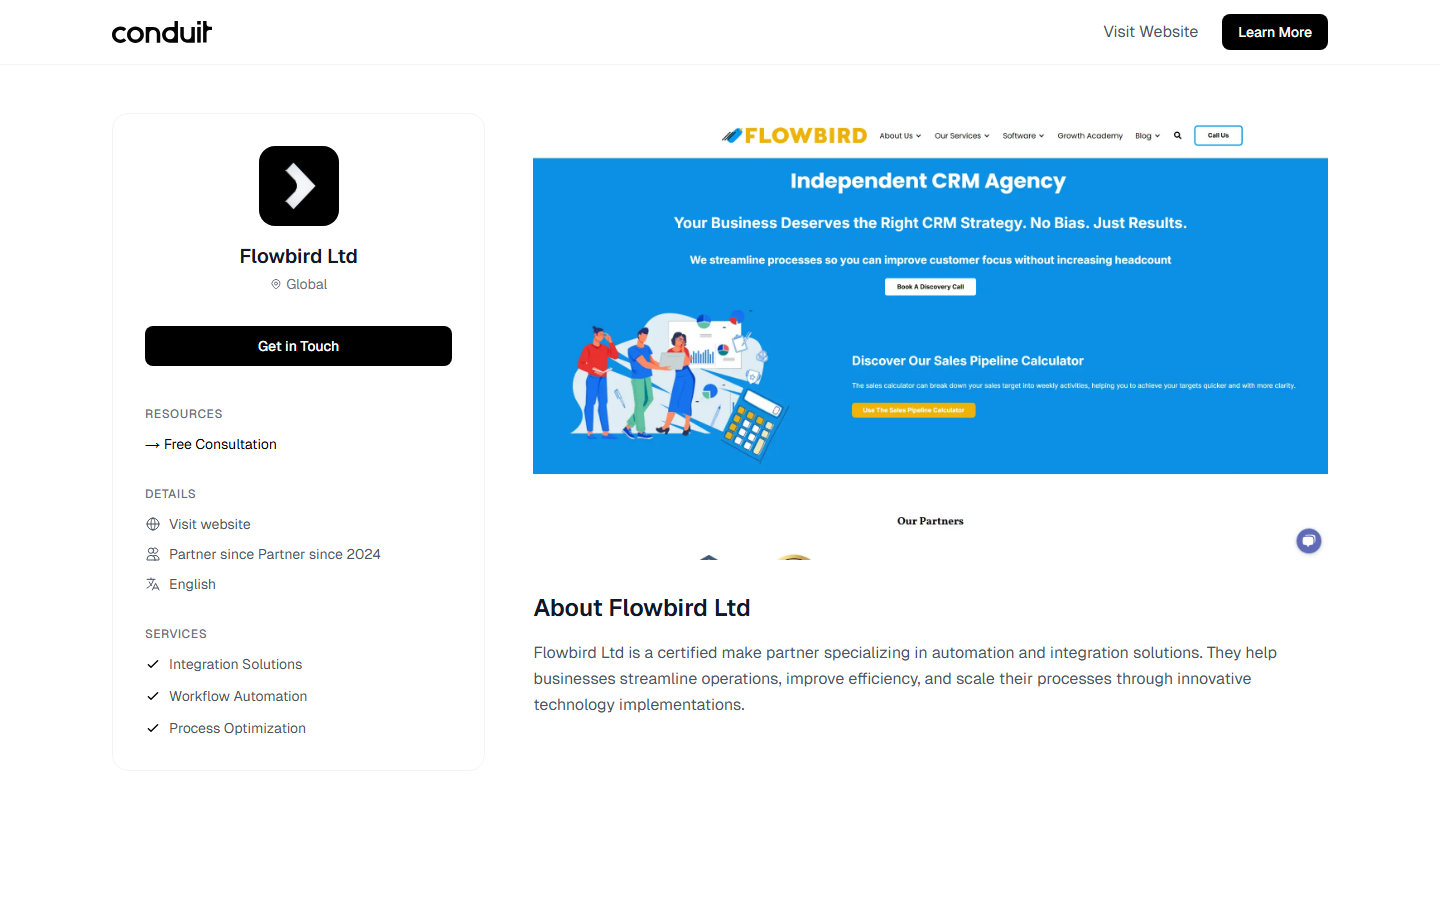 conduit
Visit Website
Learn More
Flowbird Ltd
Global
Get in Touch
RESOURCES
→ Free Consultation
DETAILS
Visit website
Partner since Partner since 2024
English
SERVICES
Integration Solutions
Workflow Automation
Process Optimization
FLOWBIRD
About Us
Our Services
Software
Growth Academy
Blog
Call Us
Independent CRM Agency
Your Business Deserves the Right CRM Strategy. No Bias. Just Results.
We streamline processes so you can improve customer focus without increasing headcount
Book A Discovery Call
Discover Our Sales Pipeline Calculator
The sales calculator can break down your sales target into weekly activities, helping you to achieve your targets quicker and with more clarity.
Use The Sales Pipeline Calculator
Our Partners
About Flowbird Ltd
Flowbird Ltd is a certified make partner specializing in automation and integration solutions. They help
businesses streamline operations, improve efficiency, and scale their processes through innovative
technology implementations.